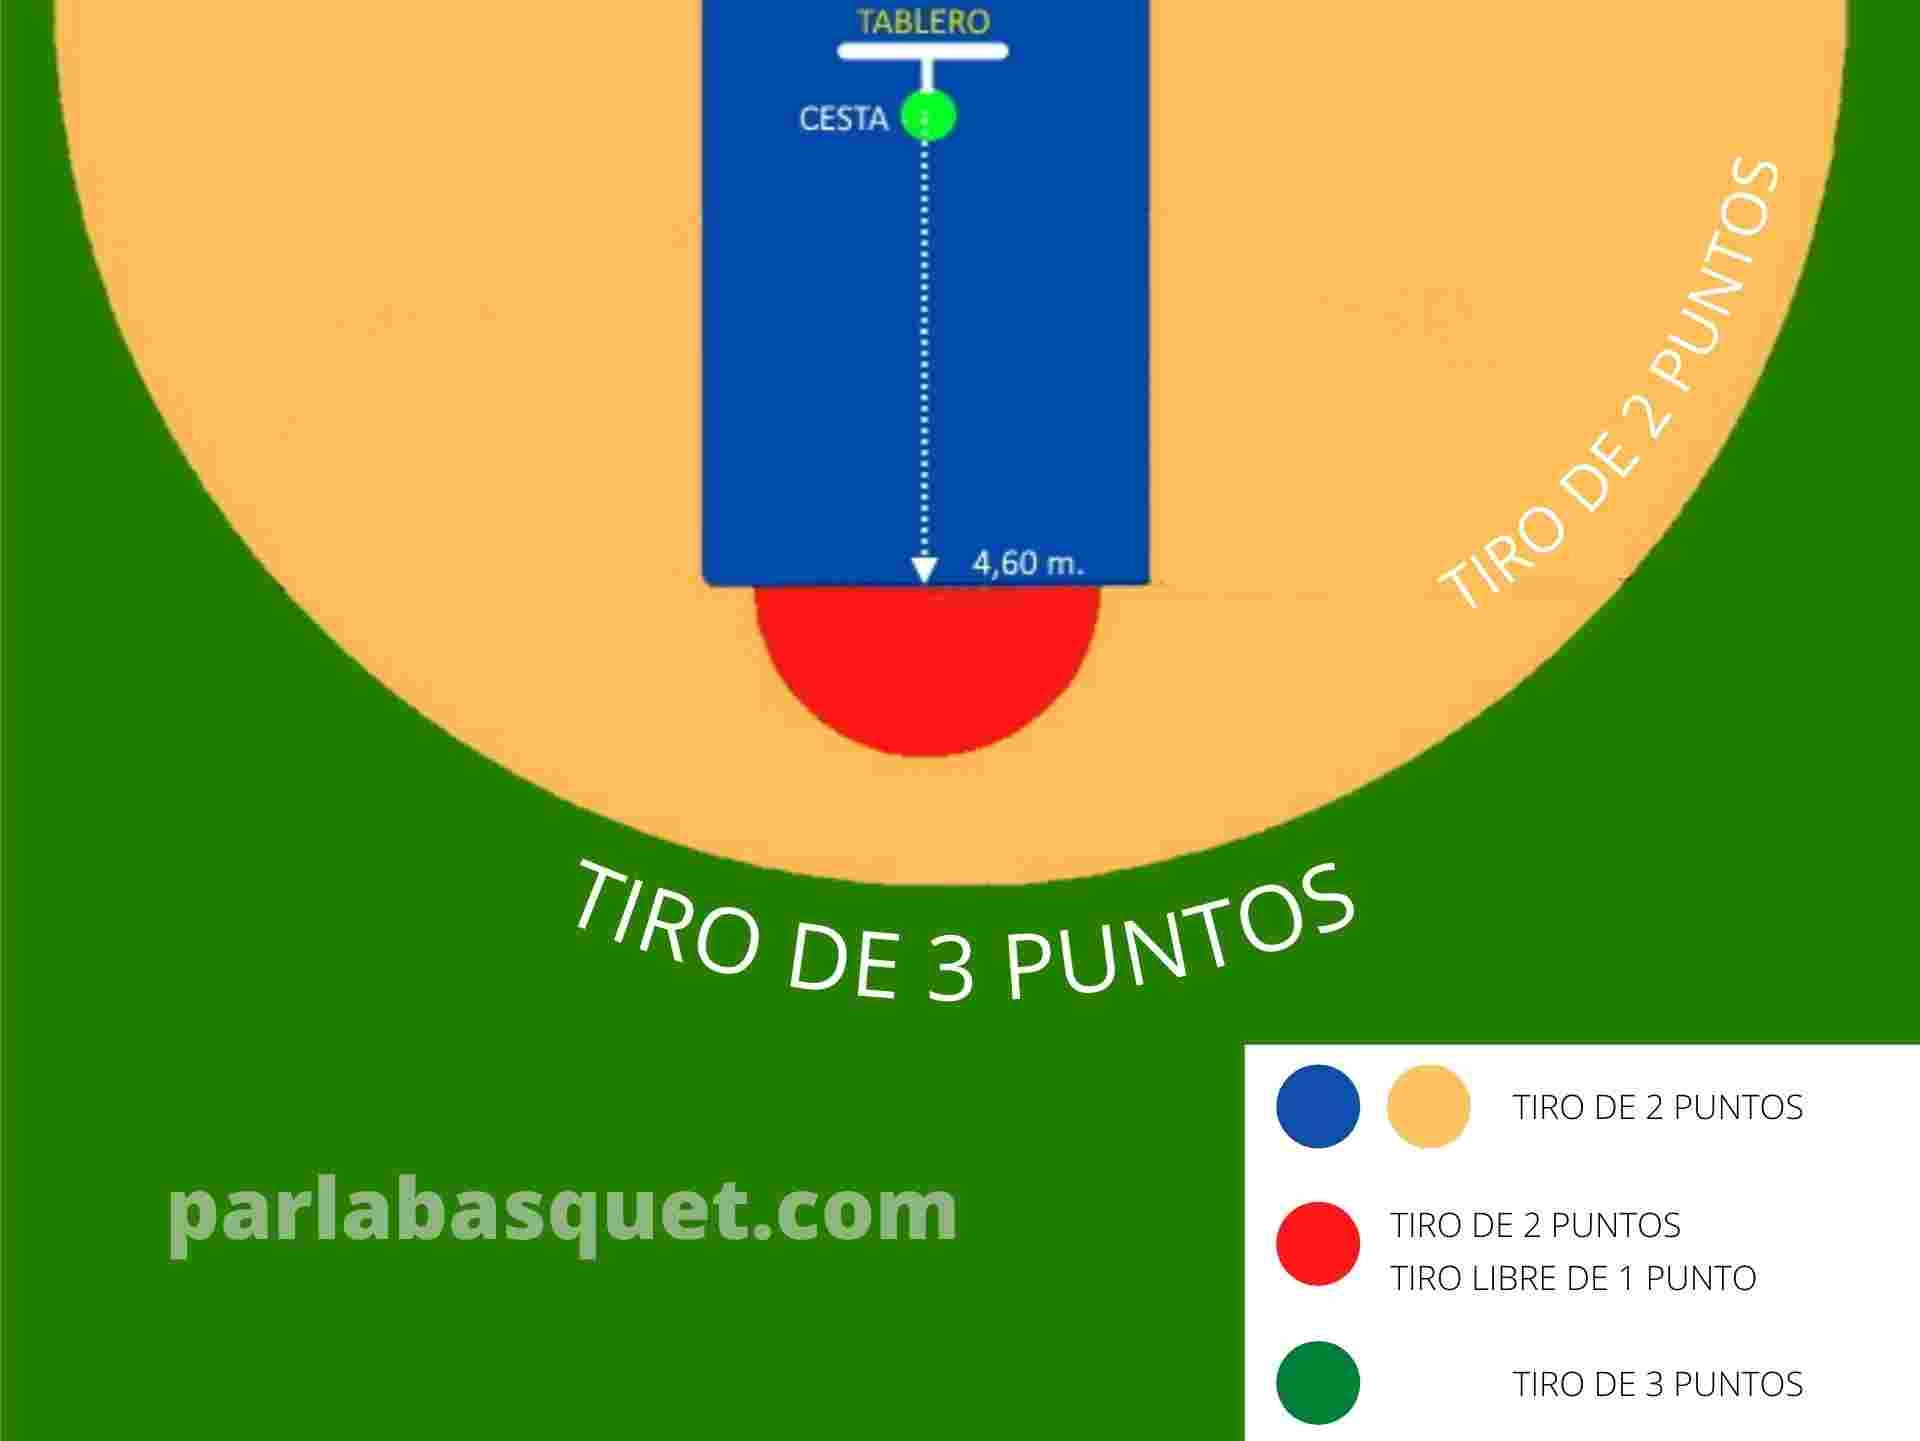 TABLERO
CESTA
4,60 m.
TIRO DE 2 PUNTOS
TIRO DE 3 PUNTOS
parlabasquet.com
TIRO DE 2 PUNTOS
TIRO DE 2 PUNTOS
TIRO LIBRE DE 1 PUNTO
TIRO DE 3 PUNTOS